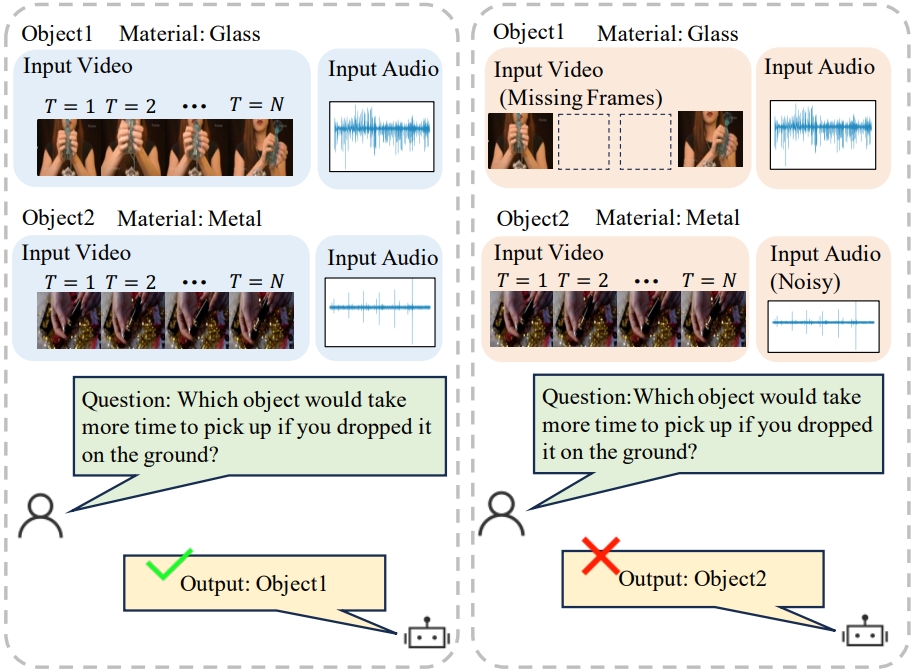 Object1 Material: Glass
Input Video
Input Audio
T = 1 T = 2 ••• T = N
Object2 Material: Metal
Input Video
Input Audio
T = 1 T = 2 ••• T = N
Question: Which object would take
more time to pick up if you dropped it
on the ground?
Output: Object1
Object1 Material: Glass
Input Video
(Missing Frames)
Input Audio
Object2 Material: Metal
Input Video
Input Audio
(Noisy)
T = 1 T = 2 ••• T = N
Question: Which object would take
more time to pick up if you dropped
it on the ground?
Output: Object2